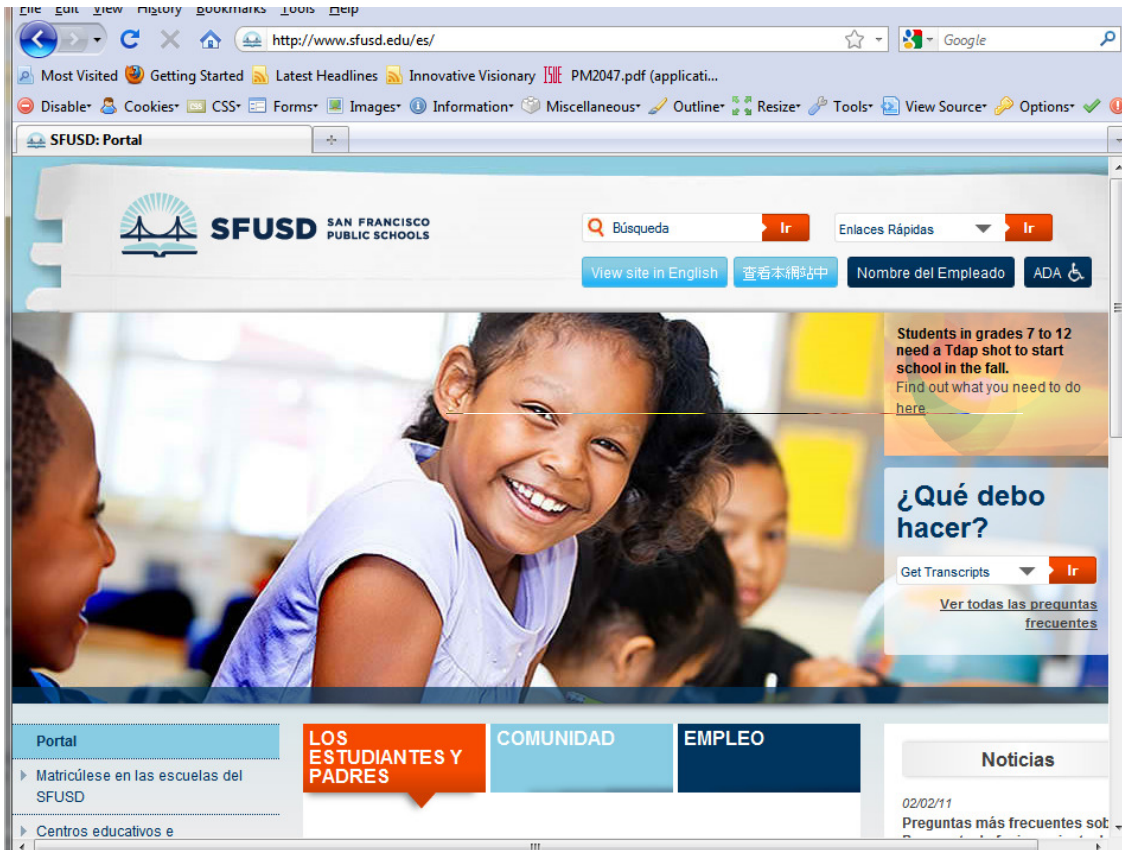 File Edit View History Bookmarks Tools Help
http://www.sfusd.edu/es/
Google
Most Visited Getting Started Latest Headlines Innovative Visionary PM2047.pdf (applicati...
Disable Cookies CSS Forms Images Information Miscellaneous Outline Resize Tools View Source Options
SFUSD: Portal
SFUSD SAN FRANCISCO
PUBLIC SCHOOLS
Búsqueda Ir Enlaces Rápidas Ir
View site in English 查看本網站中 Nombre del Empleado ADA
Students in grades 7 to 12
need a Tdap shot to start
school in the fall.
Find out what you need to do
here.
¿Qué debo
hacer?
Get Transcripts Ir
Ver todas las preguntas
frecuentes
Portal
Matricúlese en las escuelas del
SFUSD
Centros educativos e
LOS
ESTUDIANTES Y
PADRES
COMUNIDAD
EMPLEO
Noticias
02/02/11
Preguntas más frecuentes sob